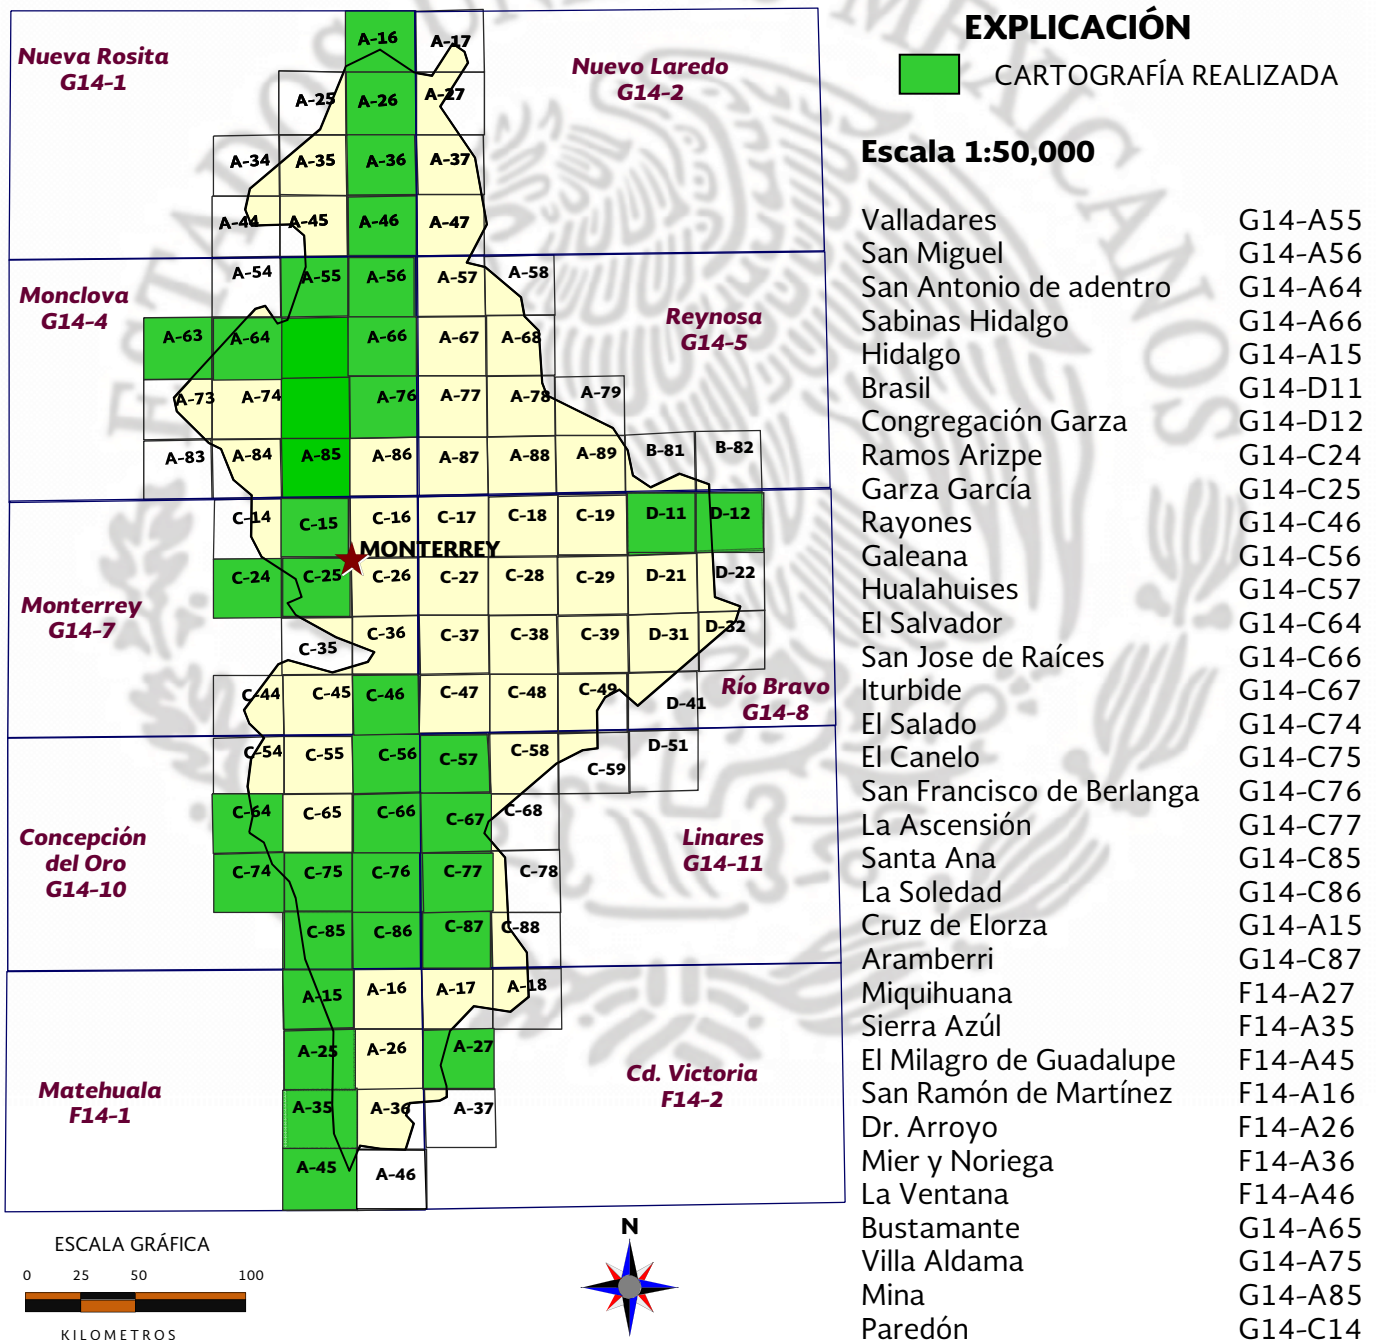 ESTADOS UNIDOS MEXICANOS
EXPLICACIÓN
CARTOGRAFÍA REALIZADA
Escala 1:50,000
Valladares G14-A55
San Miguel G14-A56
San Antonio de adentro G14-A64
Sabinas Hidalgo G14-A66
Hidalgo G14-A15
Brasil G14-D11
Congregación Garza G14-D12
Ramos Arizpe G14-C24
Garza García G14-C25
Rayones G14-C46
Galeana G14-C56
Hualahuises G14-C57
El Salvador G14-C64
San Jose de Raíces G14-C66
Iturbide G14-C67
El Salado G14-C74
El Canelo G14-C75
San Francisco de Berlanga G14-C76
La Ascensión G14-C77
Santa Ana G14-C85
La Soledad G14-C86
Cruz de Elorza G14-A15
Aramberri G14-C87
Miquihuana F14-A27
Sierra Azúl F14-A35
El Milagro de Guadalupe F14-A45
San Ramón de Martínez F14-A16
Dr. Arroyo F14-A26
Mier y Noriega F14-A36
La Ventana F14-A46
Bustamante G14-A65
Villa Aldama G14-A75
Mina G14-A85
Paredón G14-C14
Nueva Rosita
G14-1
Nuevo Laredo
G14-2
A-16 A-17
A-25 A-26 A-27
A-34 A-35 A-36 A-37
A-44 A-45 A-46 A-47
Monclova
G14-4
Reynosa
G14-5
A-54 A-55 A-56 A-57 A-58
A-63 A-64 A-66 A-67 A-68
A-73 A-74 A-76 A-77 A-78 A-79
A-83 A-84 A-85 A-86 A-87 A-88 A-89 B-81 B-82
Monterrey
G14-7
Río Bravo
G14-8
C-14 C-15 C-16 C-17 C-18 C-19 D-11 D-12
MONTERREY
C-24 C-25 C-26 C-27 C-28 C-29 D-21 D-22
C-35 C-36 C-37 C-38 C-39 D-31 D-32
C-44 C-45 C-46 C-47 C-48 C-49 D-41
Concepción
del Oro
G14-10
Linares
G14-11
C-54 C-55 C-56 C-57 C-58 C-59 D-51
C-64 C-65 C-66 C-67 C-68
C-74 C-75 C-76 C-77 C-78
C-85 C-86 C-87 C-88
Matehuala
F14-1
Cd. Victoria
F14-2
A-15 A-16 A-17 A-18
A-25 A-26 A-27
A-35 A-36 A-37
A-45 A-46
ESCALA GRÁFICA
0 25 50 100
KILOMETROS
N